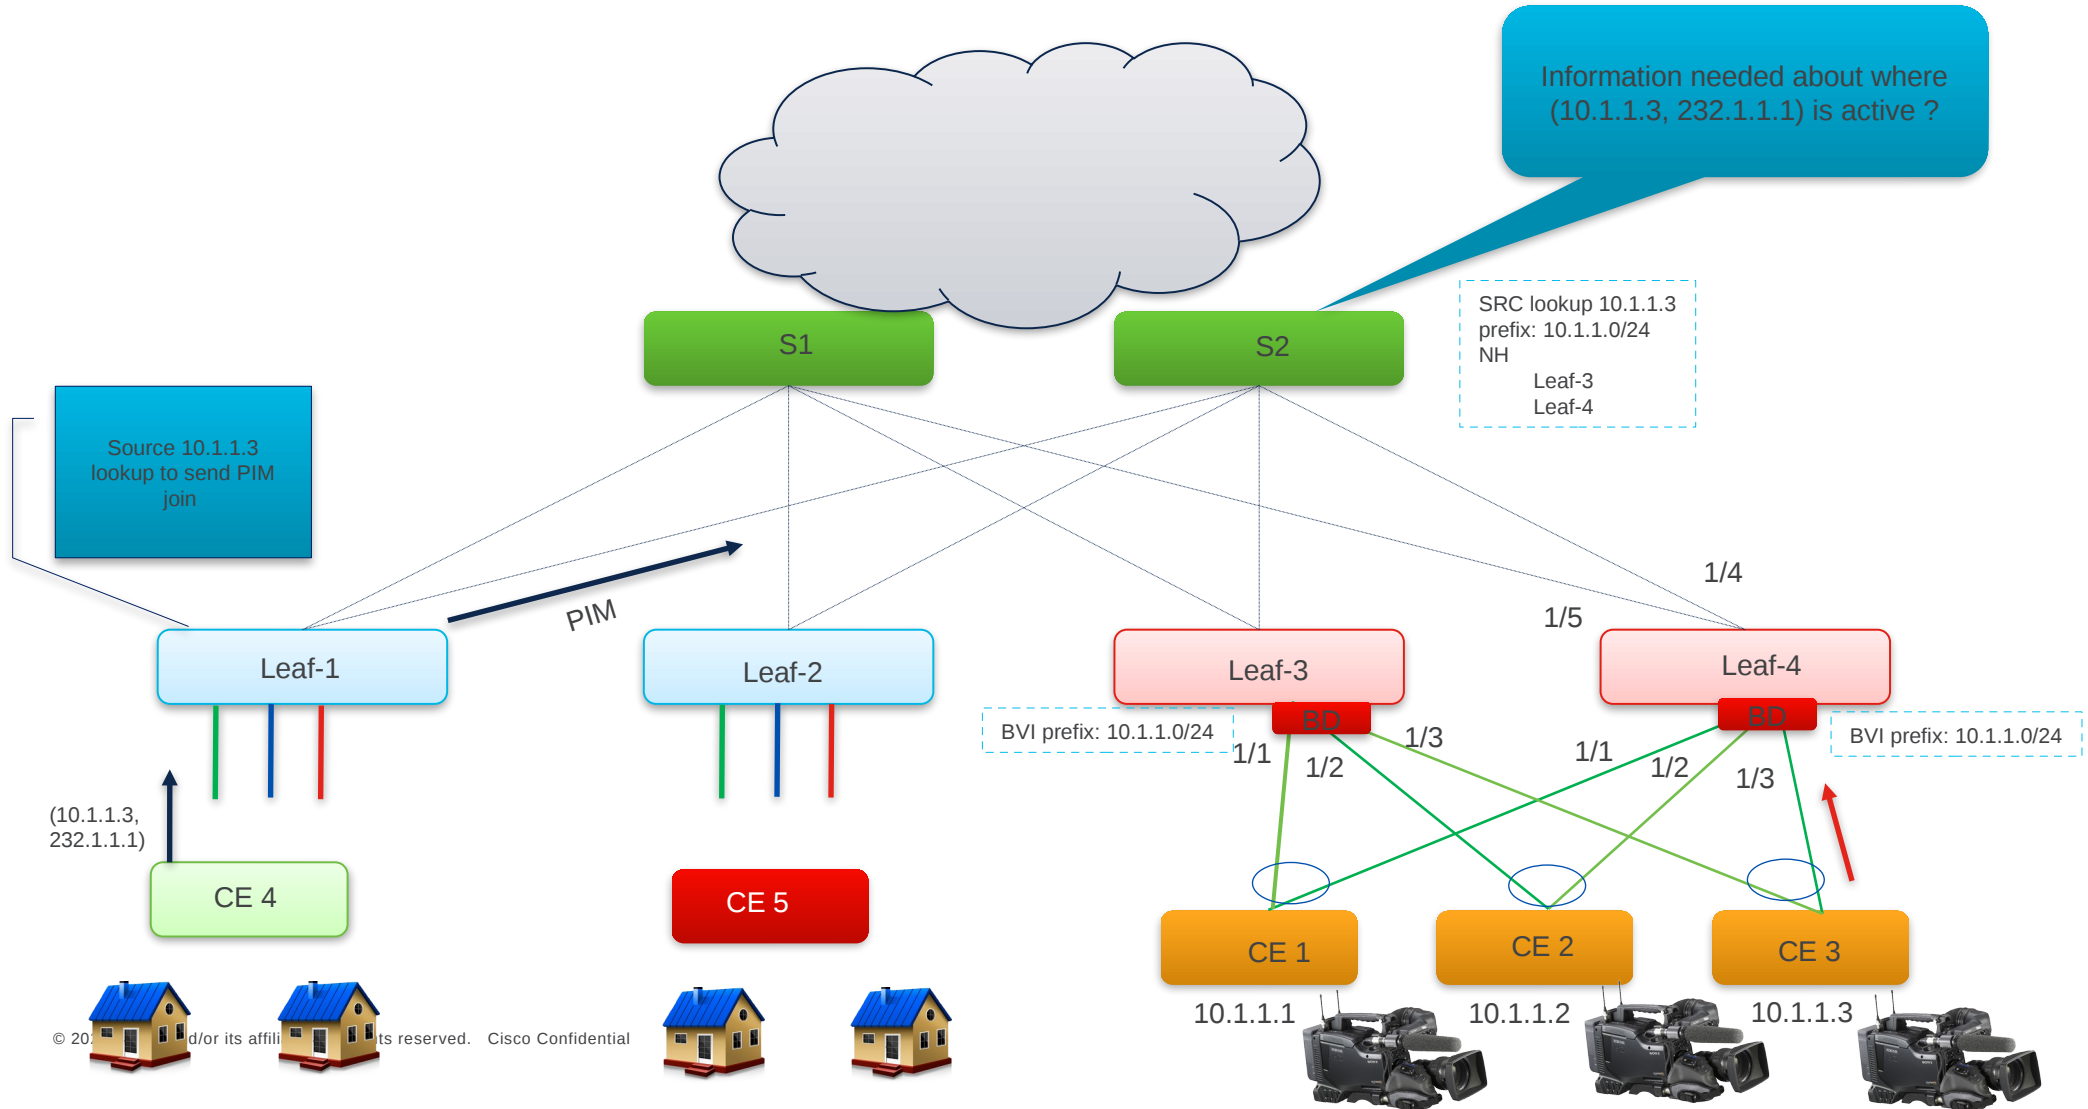 Information needed about where
(10.1.1.3, 232.1.1.1) is active ?
SRC lookup 10.1.1.3
prefix: 10.1.1.0/24
NH
Leaf-3
Leaf-4
S1
S2
Source 10.1.1.3
lookup to send PIM
join
PIM
1/4
1/5
Leaf-1
Leaf-2
Leaf-3
Leaf-4
BD
BD
BVI prefix: 10.1.1.0/24
BVI prefix: 10.1.1.0/24
1/1
1/2
1/3
1/1
1/2
1/3
(10.1.1.3,
232.1.1.1)
CE 4
CE 5
CE 1
CE 2
CE 3
10.1.1.1
10.1.1.2
10.1.1.3
© d/or its reserved. Cisco Confidential